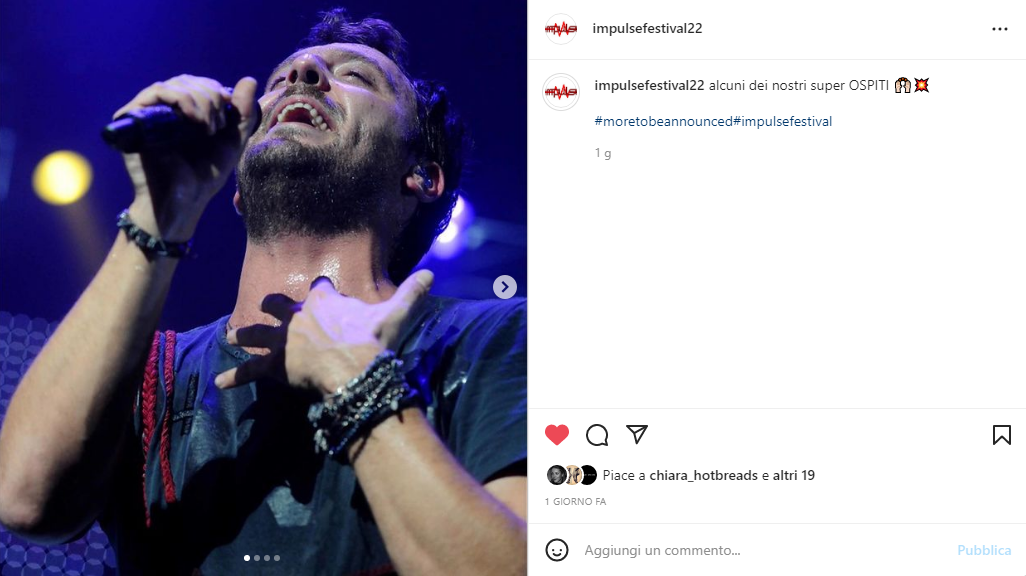 impulsefestival22
impulsefestival22 alcuni dei nostri super OSPITI
#moretobeannounced#impulsefestival
1 g
Piace a chiara_hotbreads e altri 19
1 GIORNO FA
Aggiungi un commento... Pubblica